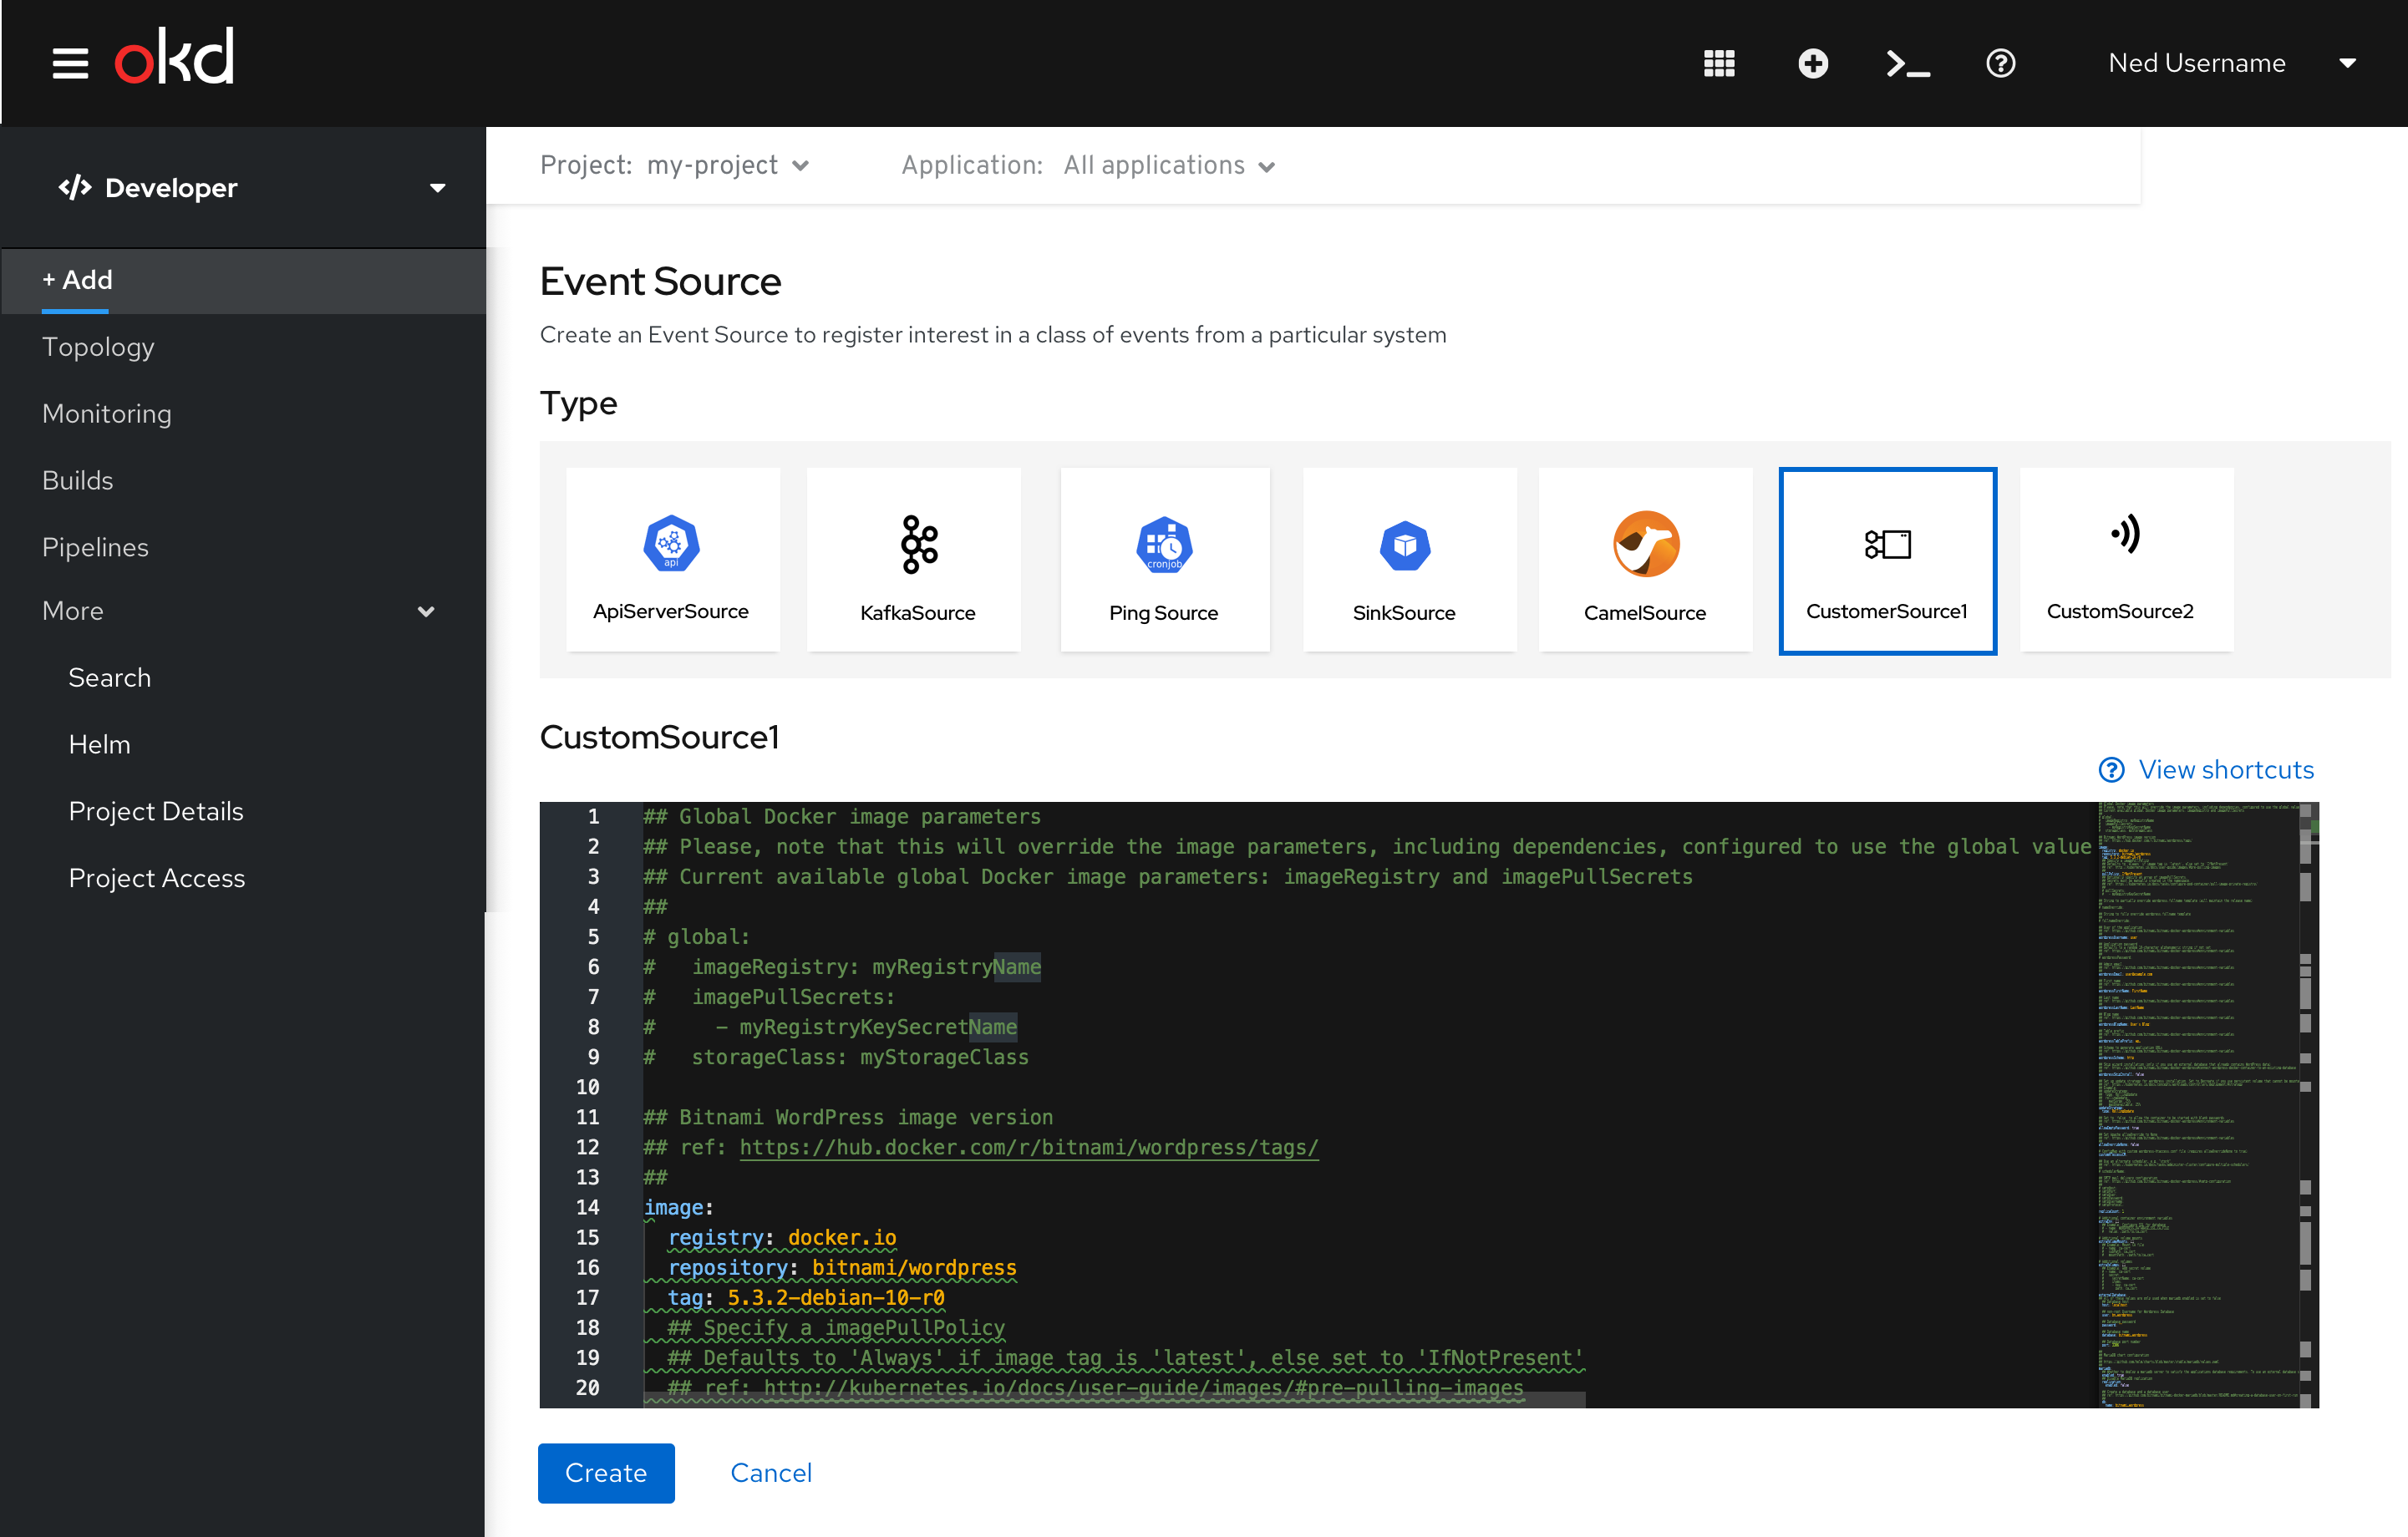 okd
Ned Username
Developer
Project: my-project
Application: All applications
+ Add
Topology
Monitoring
Builds
Pipelines
More
Search
Helm
Project Details
Project Access
Event Source
Create an Event Source to register interest in a class of events from a particular system
Type
api
ApiServerSource
KafkaSource
cronjob
Ping Source
SinkSource
CamelSource
CustomerSource1
CustomSource2
CustomSource1
View shortcuts
1 ## Global Docker image parameters
2 ## Please, note that this will override the image parameters, including dependencies, configured to use the global value
3 ## Current available global Docker image parameters: imageRegistry and imagePullSecrets
4 ##
5 # global:
6 #   imageRegistry: myRegistryName
7 #   imagePullSecrets:
8 #     - myRegistryKeySecretName
9 #   storageClass: myStorageClass
10
11 ## Bitnami WordPress image version
12 ## ref: https://hub.docker.com/r/bitnami/wordpress/tags/
13 ##
14 image:
15   registry: docker.io
16   repository: bitnami/wordpress
17   tag: 5.3.2-debian-10-r0
18   ## Specify a imagePullPolicy
19   ## Defaults to 'Always' if image tag is 'latest', else set to 'IfNotPresent'
20   ## ref: http://kubernetes.io/docs/user-guide/images/#pre-pulling-images
Create
Cancel